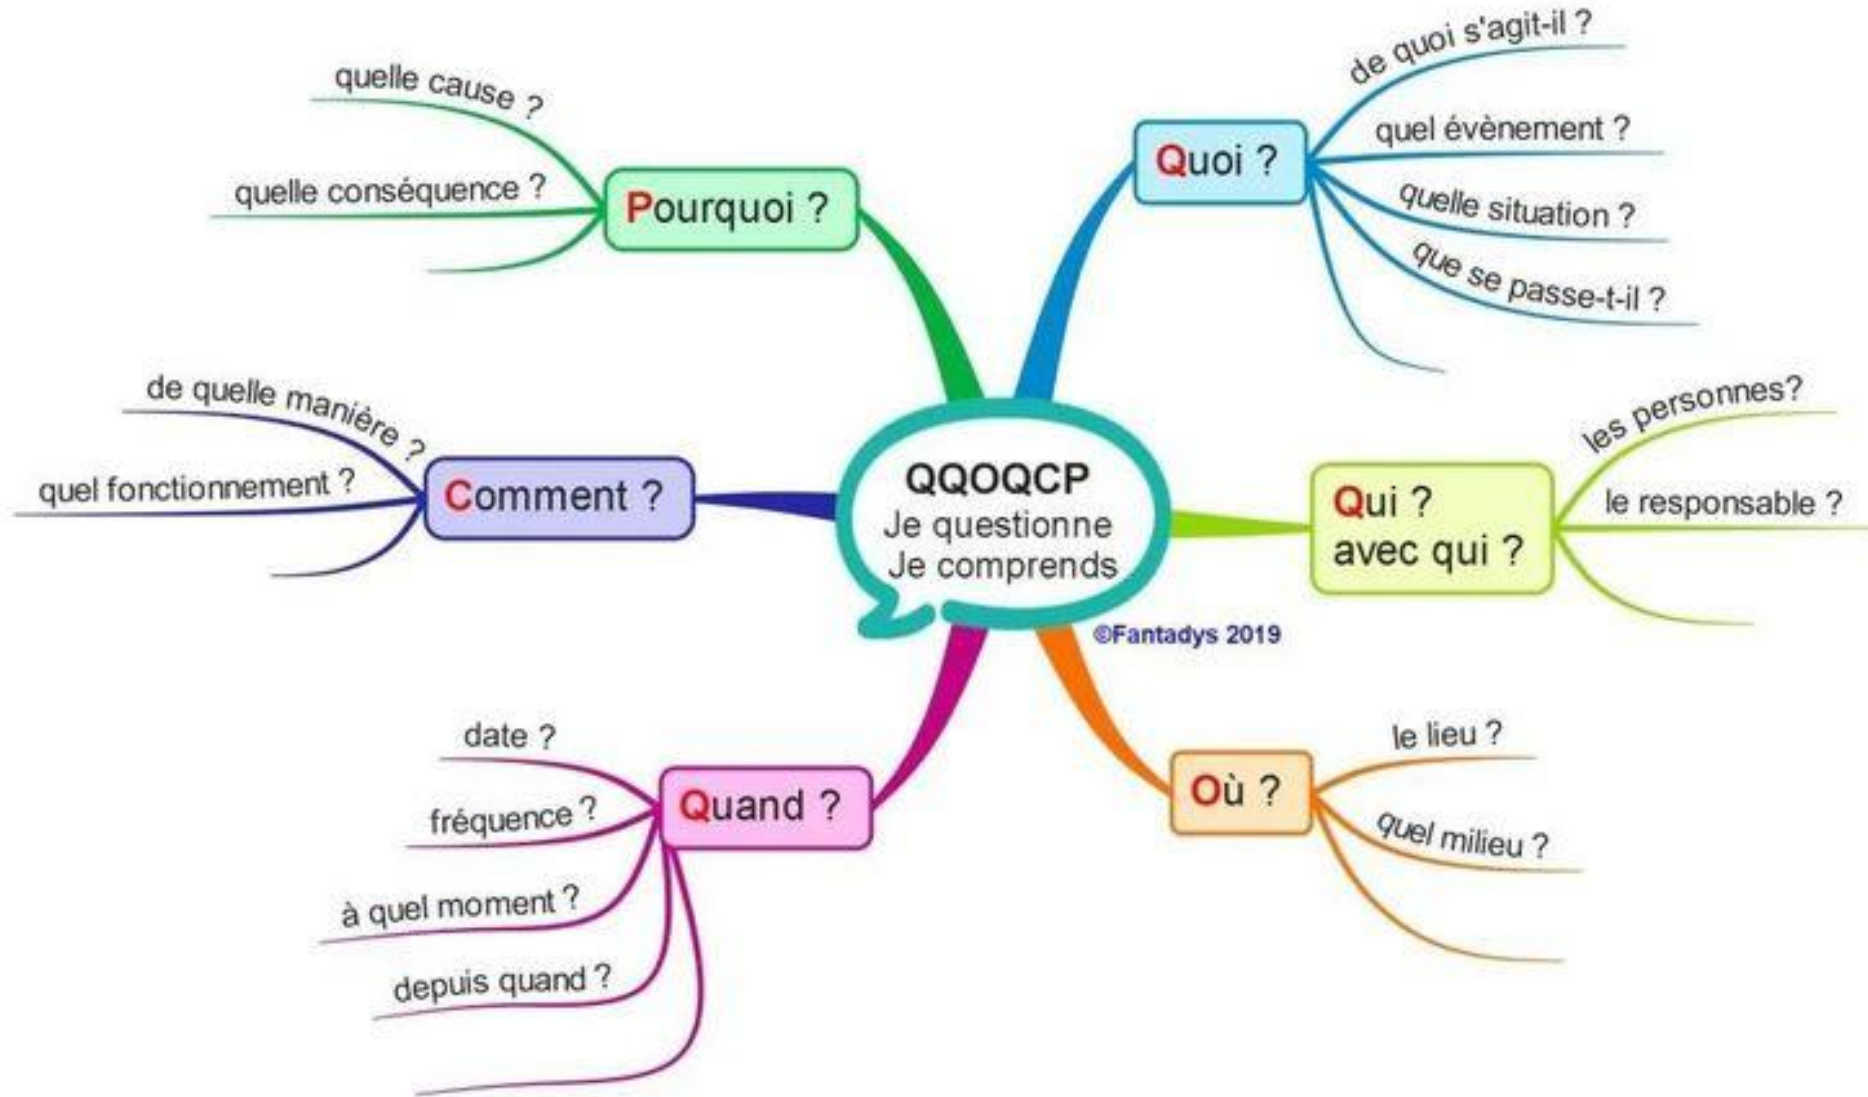 QQOQCP
Je questionne
Je comprends
©Fantadys 2019
Quoi ?
de quoi s'agit-il ?
quel évènement ?
quelle situation ?
que se passe-t-il ?
Qui ?
avec qui ?
les personnes?
le responsable ?
Où ?
le lieu ?
quel milieu ?
Quand ?
date ?
fréquence ?
à quel moment ?
depuis quand ?
Comment ?
de quelle manière ?
quel fonctionnement ?
Pourquoi ?
quelle cause ?
quelle conséquence ?